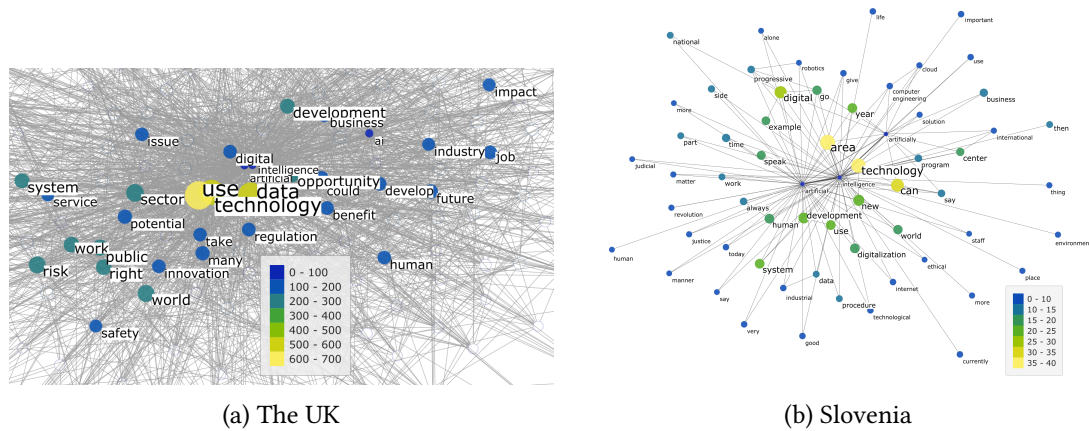 impact
development
business
ai
issue
industry
job
digital
intelligence
artificial
opportunity
system
service
sector
use
data
could
develop
future
technology
benefit
potential
take
regulation
work
many
public
human
risk
right
innovation
world
safety
0 - 100
100 - 200
200 - 300
300 - 400
400 - 500
500 - 600
600 - 700
(a) The UK
life
important
alone
national
robotics
cloud
use
progressive
give
side
digital
go
computer
engineering
business
more
year
solution
example
then
part
time
artificially
international
area
speak
program
center
judicial
technology
matter
work
artificial
intelligence
can
say
thing
revolution
always
new
human
development
use
world
staff
justice
environment
human
today
digitalization
ethical
manner
system
place
data
internet
say
industrial
procedure
more
technological
very
good
currently
0 - 10
10 - 15
15 - 20
20 - 25
25 - 30
30 - 35
35 - 40
(b) Slovenia